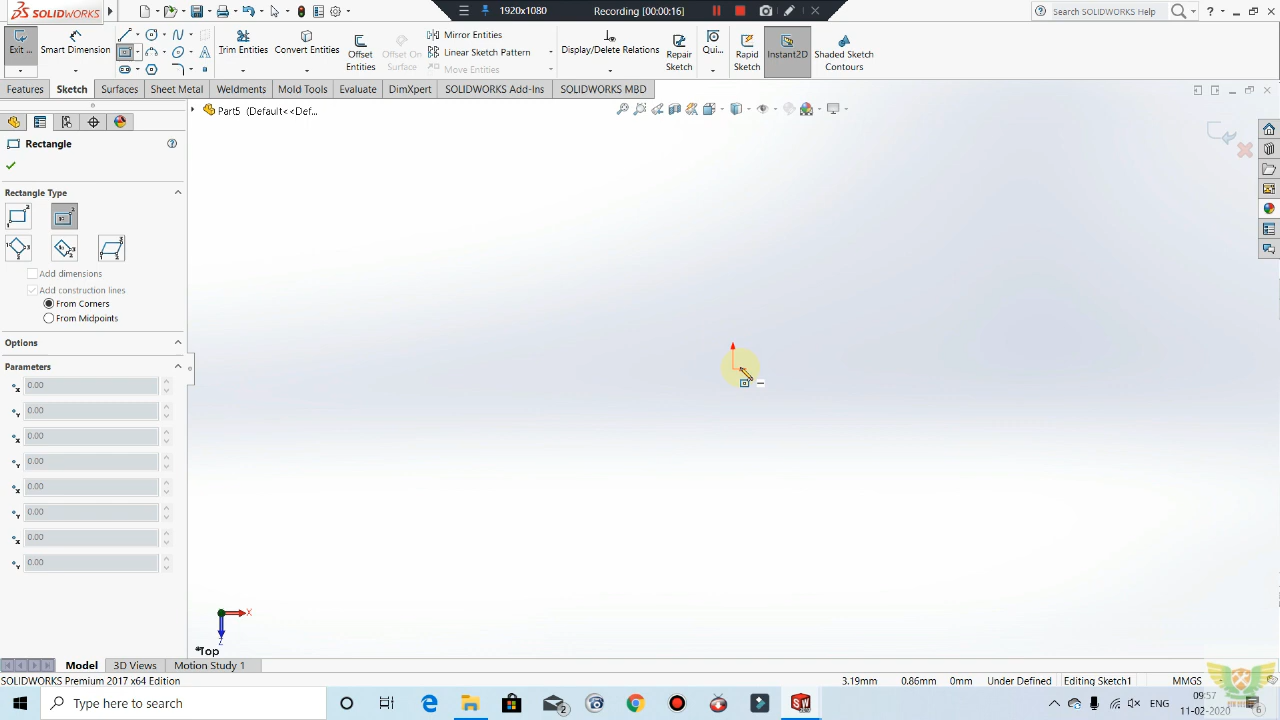 SOLIDWORKS
1920x1080
Recording [00:00:16]
Search SOLIDWORKS Help
Exit ...
Smart Dimension
Trim Entities
Convert Entities
Offset Entities
Offset On Surface
Mirror Entities
Linear Sketch Pattern
Move Entities
Display/Delete Relations
Repair Sketch
Qui...
Rapid Sketch
Instant2D
Shaded Sketch Contours
Features
Sketch
Surfaces
Sheet Metal
Weldments
Mold Tools
Evaluate
DimXpert
SOLIDWORKS Add-Ins
SOLIDWORKS MBD
Part5 (Default<<Def...
Rectangle
Rectangle Type
Add dimensions
Add construction lines
From Corners
From Midpoints
Options
Parameters
0.00
0.00
0.00
0.00
0.00
0.00
0.00
0.00
X
Z
*Top
Model
3D Views
Motion Study 1
SOLIDWORKS Premium 2017 x64 Edition
3.19mm
0.86mm
0mm
Under Defined
Editing Sketch1
MMGS
Type here to search
2
ENG
09:57
11-02-2020
6